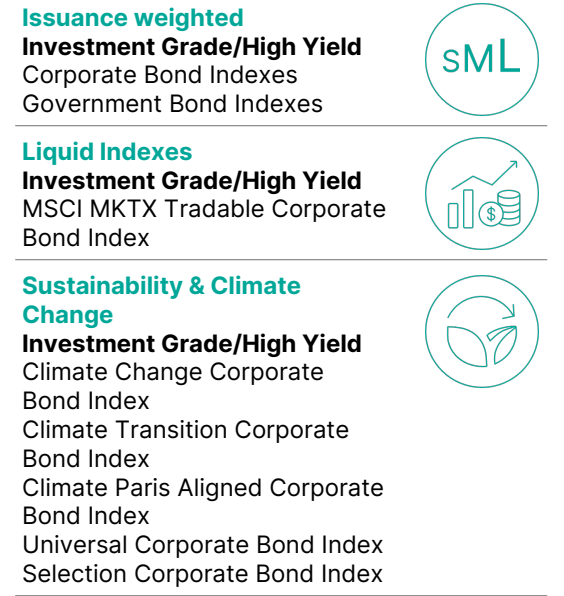 Issuance weighted
Investment Grade/High Yield
Corporate Bond Indexes
Government Bond Indexes
sML
Liquid Indexes
Investment Grade/High Yield
MSCI MKTX Tradable Corporate
Bond Index
$
Sustainability & Climate
Change
Investment Grade/High Yield
Climate Change Corporate
Bond Index
Climate Transition Corporate
Bond Index
Climate Paris Aligned Corporate
Bond Index
Universal Corporate Bond Index
Selection Corporate Bond Index